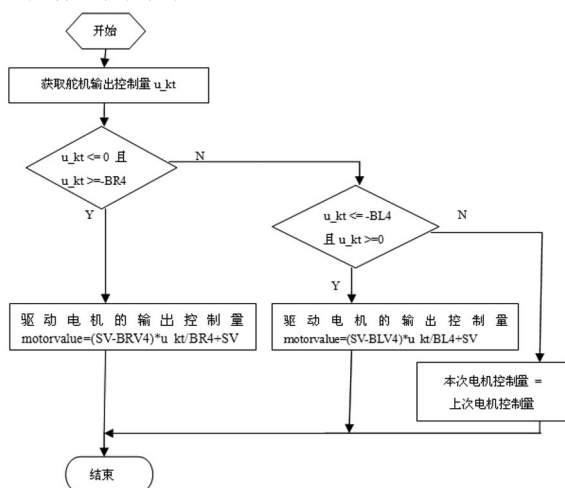 开始
获取舵机输出控制量 u_kt
u_kt <= 0 且
u_kt >=-BR4
N
Y
u_kt <= -BL4
且 u_kt >=0
N
Y
驱动电机的输出控制量
motorvalue=(SV-BRV4)*u kt/BR4+SV
驱动电机的输出控制量
motorvalue=(SV-BLV4)*u kt/BL4+SV
本次电机控制量 =
上次电机控制量
结束